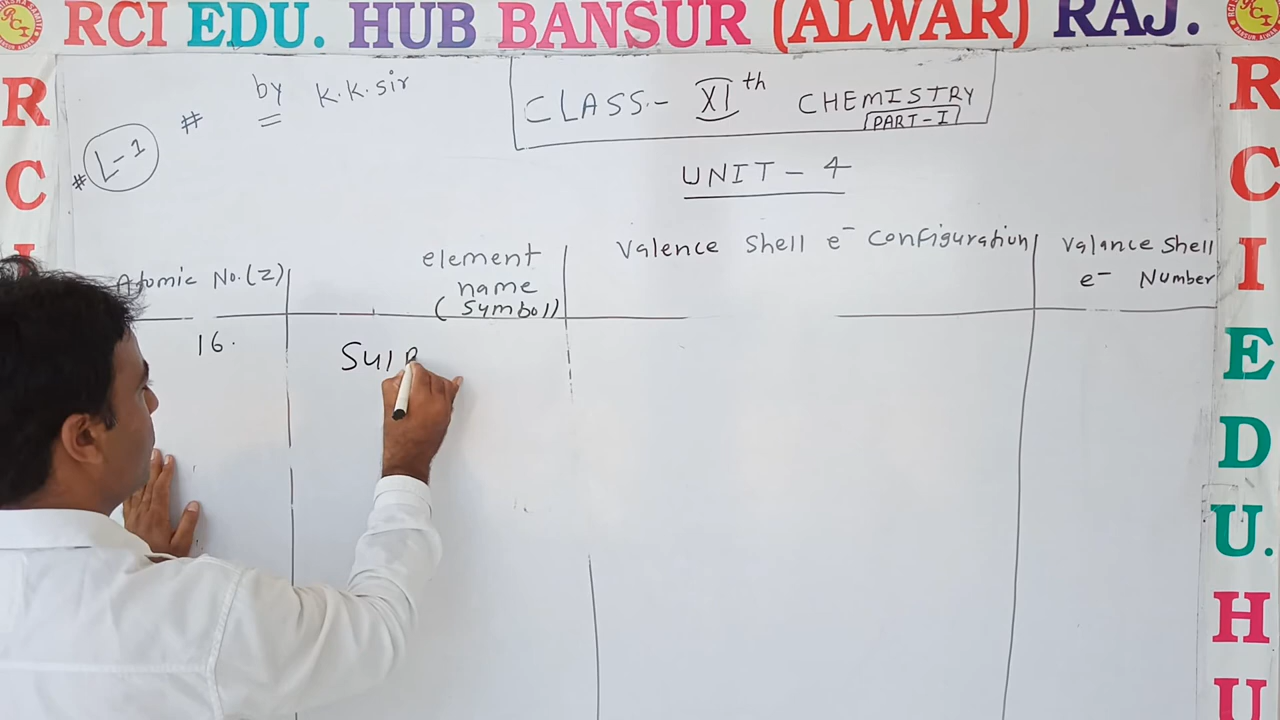 RCI EDU. HUB BANSUR (ALWAR) RAJ.
# by K.K.sir
# L-1
CLASS- XIth CHEMISTRY
PART-I
UNIT-4
Atomic No.(Z)
element
name
(Symbol)
Valence Shell e⁻ Configuration
Valance Shell
e⁻ Number
16.
Sulp
R
C
I
R
C
I
E
D
U.
H
U